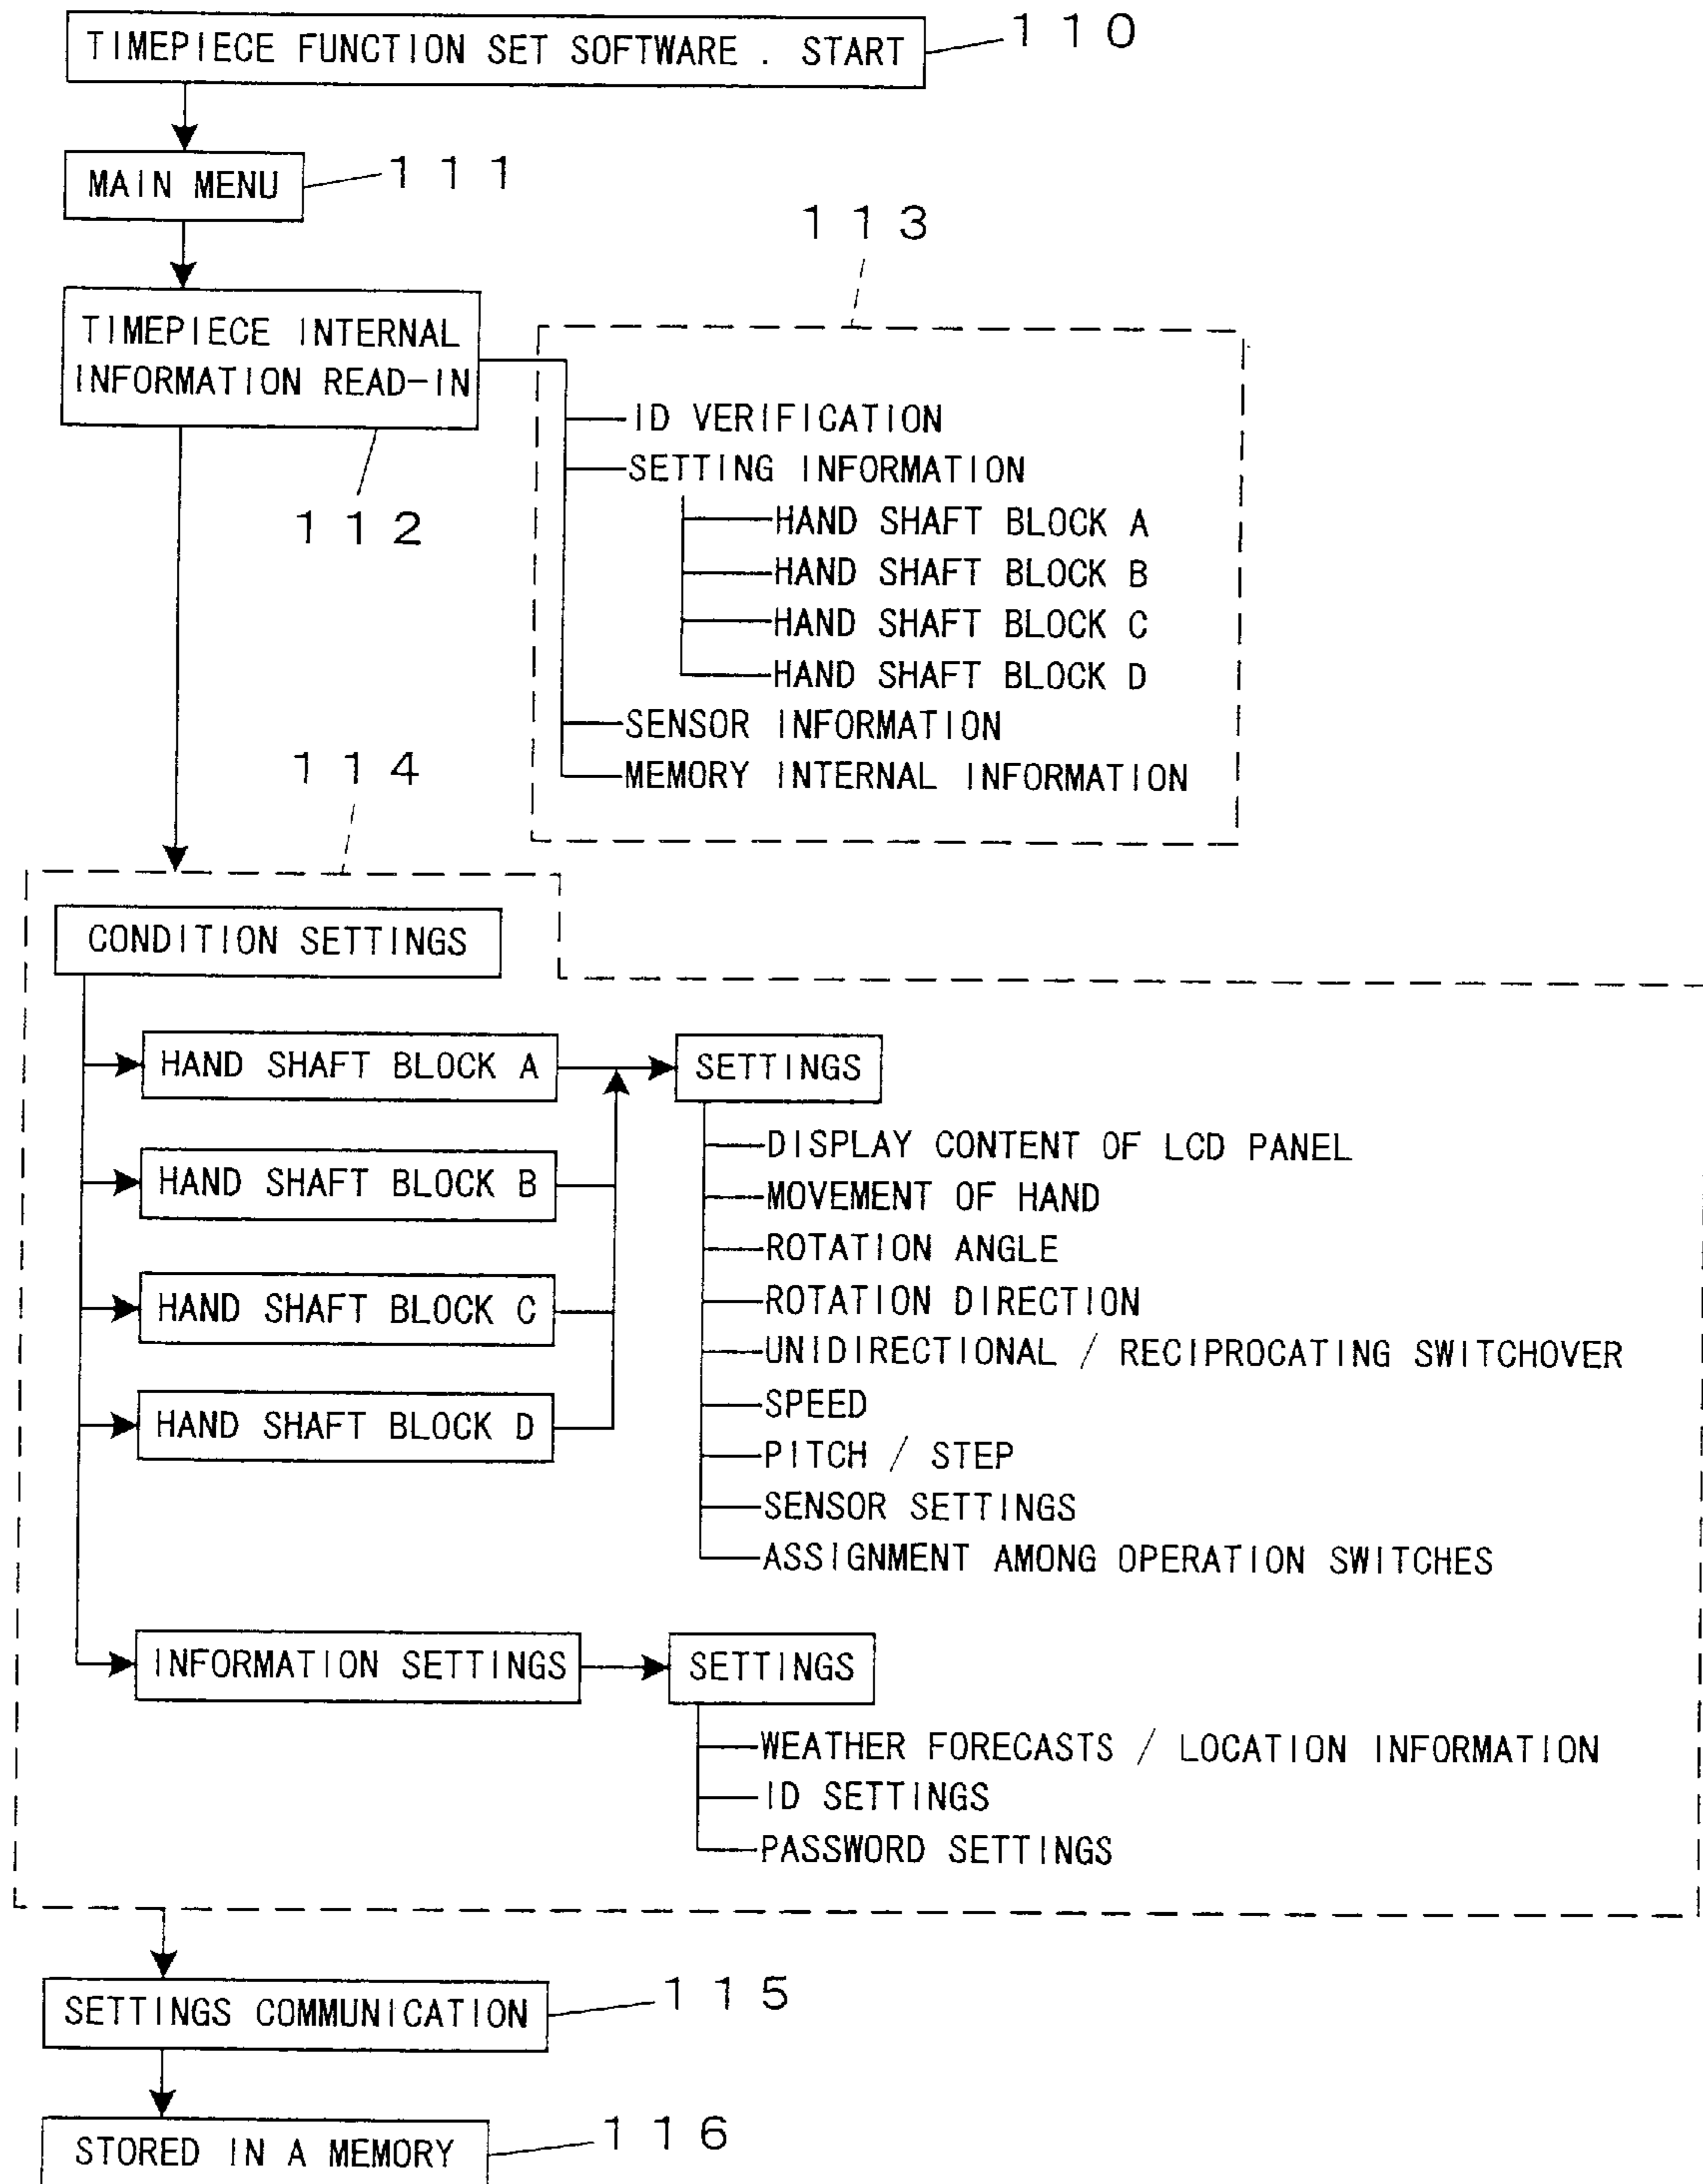 TIMEPIECE FUNCTION SET SOFTWARE . START
110
MAIN MENU
111
113
TIMEPIECE INTERNAL
INFORMATION READ-IN
112
ID VERIFICATION
SETTING INFORMATION
HAND SHAFT BLOCK A
HAND SHAFT BLOCK B
HAND SHAFT BLOCK C
HAND SHAFT BLOCK D
SENSOR INFORMATION
MEMORY INTERNAL INFORMATION
114
CONDITION SETTINGS
HAND SHAFT BLOCK A
HAND SHAFT BLOCK B
HAND SHAFT BLOCK C
HAND SHAFT BLOCK D
SETTINGS
DISPLAY CONTENT OF LCD PANEL
MOVEMENT OF HAND
ROTATION ANGLE
ROTATION DIRECTION
UNIDIRECTIONAL / RECIPROCATING SWITCHOVER
SPEED
PITCH / STEP
SENSOR SETTINGS
ASSIGNMENT AMONG OPERATION SWITCHES
INFORMATION SETTINGS
SETTINGS
WEATHER FORECASTS / LOCATION INFORMATION
ID SETTINGS
PASSWORD SETTINGS
SETTINGS COMMUNICATION
115
STORED IN A MEMORY
116